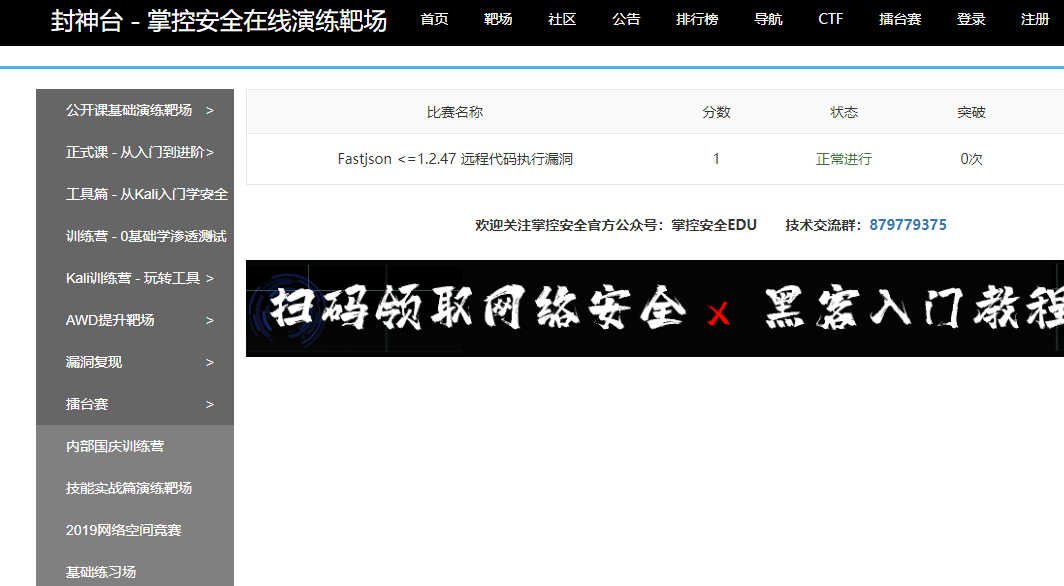 封神台 - 掌控安全在线演练靶场 首页 靶场 社区 公告 排行榜 导航 CTF 擂台赛 登录 注册
公开课基础演练靶场 >
正式课 - 从入门到进阶>
工具篇 - 从Kali入门学安全
训练营 - 0基础学渗透测试
Kali训练营 - 玩转工具 >
AWD提升靶场 >
漏洞复现 >
擂台赛 >
内部国庆训练营
技能实战篇演练靶场
2019网络空间竞赛
基础练习场
比赛名称 分数 状态 突破
Fastjson <=1.2.47 远程代码执行漏洞 1 正常进行 0次
欢迎关注掌控安全官方公众号：掌控安全EDU 技术交流群：879779375
扫码领取网络安全 X 黑客入门教程